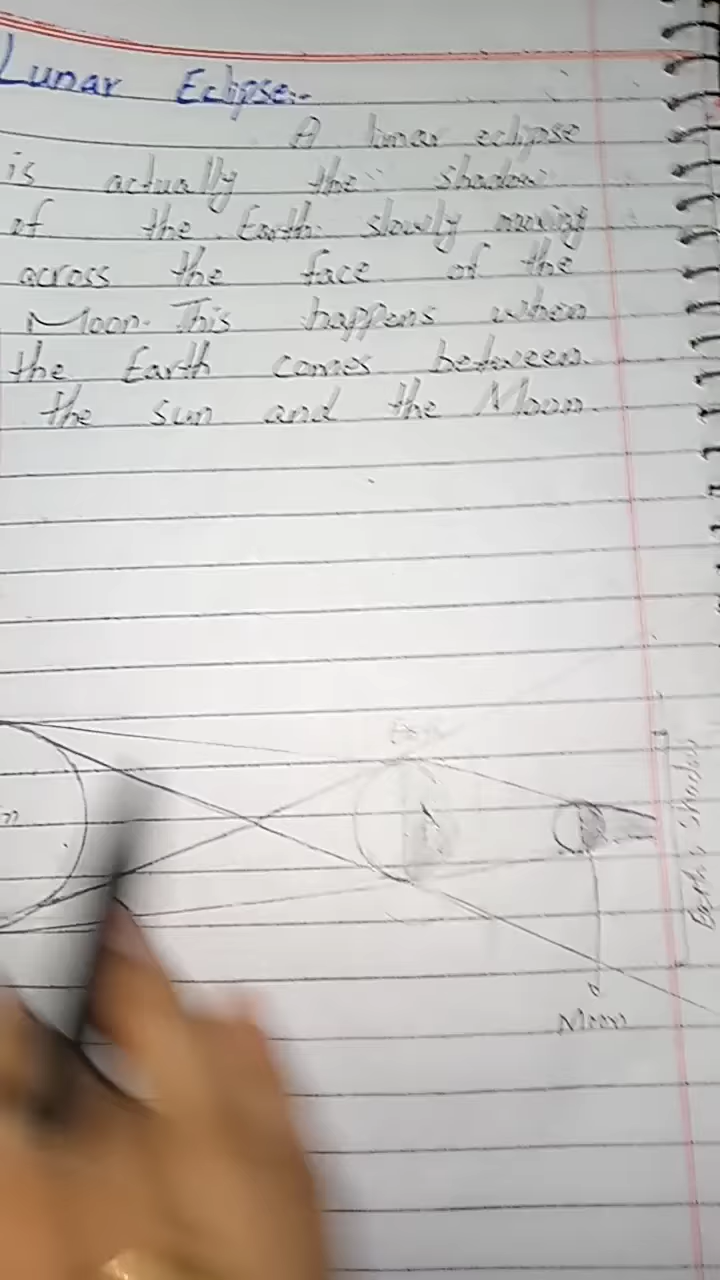 Lunar Eclipse:-
A lunar eclipse
is actually the shadow
of the Earth slowly moving
across the face of the
Moon. This happens when
the Earth comes between
the sun and the Moon.
Earth's shadow
Moon